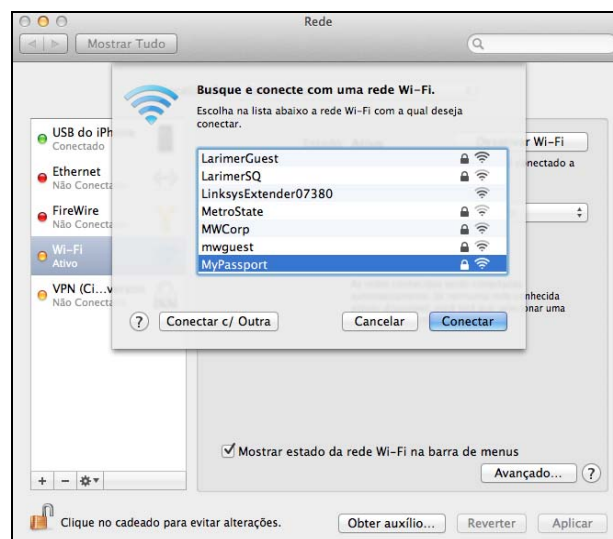 Rede
Mostrar Tudo
Busque e conecte com uma rede Wi-Fi.
Escolha na lista abaixo a rede Wi-Fi com a qual deseja
conectar.
LarimerGuest
LarimerSQ
LinksysExtender07380
MetroState
MWCorp
mwguest
MyPassport
? Conectar c/ Outra Cancelar Conectar
USB do iPh
Conectado
Ethernet
Não Conecta
FireWire
Não Conecta
Wi-Fi
Ativo
VPN (Ci...v
Não Conecta
r Wi-Fi
nectado a
nhecida
onar uma
Mostrar estado da rede Wi-Fi na barra de menus
Avançado... ?
Clique no cadeado para evitar alterações.
Obter auxílio... Reverter Aplicar